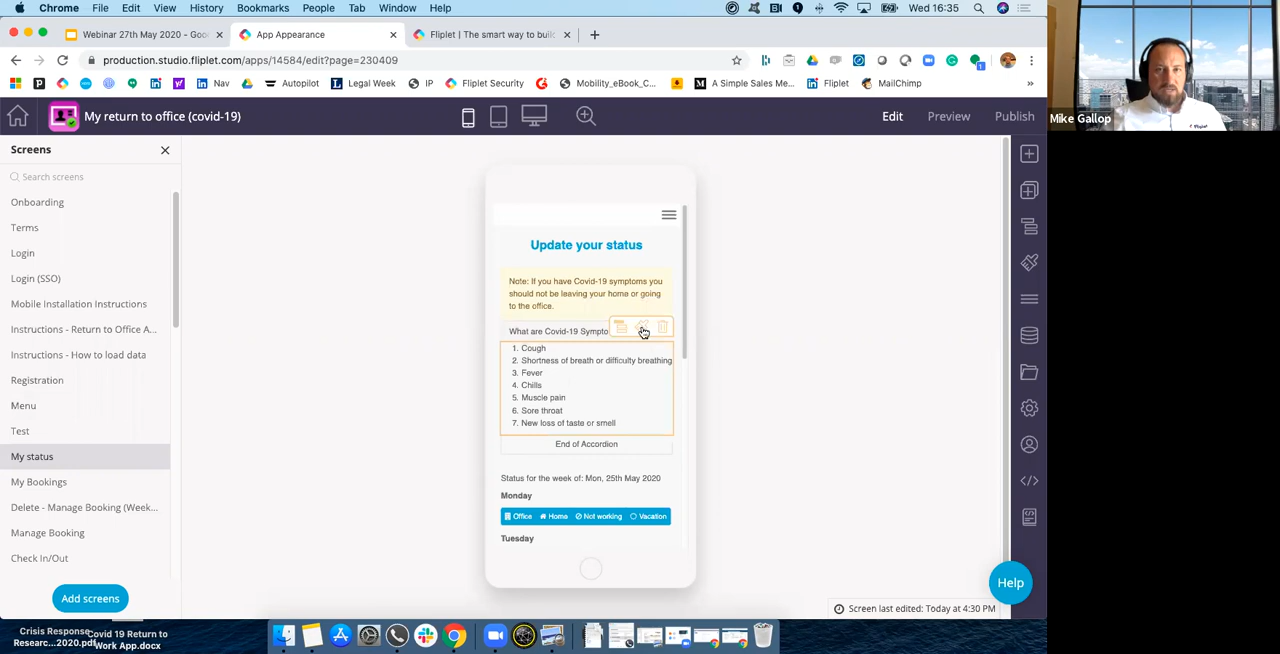 Chrome File Edit View History Bookmarks People Tab Window Help Wed 16:35
Webinar 27th May 2020 - Goo
App Appearance
Fliplet | The smart way to buil
production.studio.fliplet.com/apps/14584/edit?page=230409
Nav Autopilot Legal Week IP Fliplet Security Mobility_eBook_C... A Simple Sales Me... Fliplet MailChimp
My return to office (covid-19)
Edit Preview Publish
Mike Gallop
Fliplet
Screens
Search screens
Onboarding
Terms
Login
Login (SSO)
Mobile Installation Instructions
Instructions - Return to Office A...
Instructions - How to load data
Registration
Menu
Test
My status
My Bookings
Delete - Manage Booking (Week...
Manage Booking
Check In/Out
Add screens
Update your status
Note: If you have Covid-19 symptoms you
should not be leaving your home or going
to the office.
What are Covid-19 Sympto
1. Cough
2. Shortness of breath or difficulty breathing
3. Fever
4. Chills
5. Muscle pain
6. Sore throat
7. New loss of taste or smell
End of Accordion
Status for the week of: Mon, 25th May 2020
Monday
Office Home Not working Vacation
Tuesday
Help
Screen last edited: Today at 4:30 PM
Crisis Response
Researc...2020.pdf
Covid 19 Return to
Work App.docx